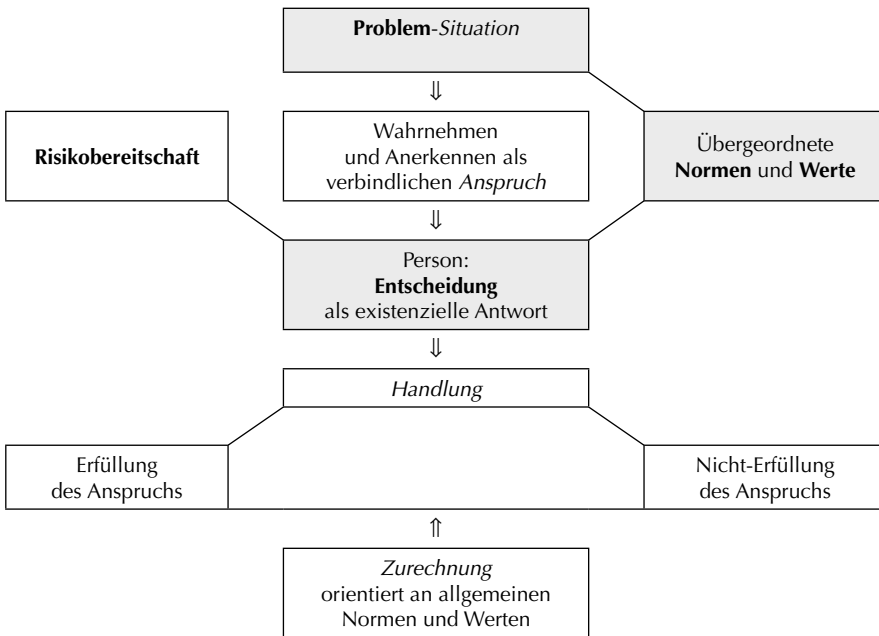 Problem-Situation
⇓
Risikobereitschaft
Wahrnehmen
und Anerkennen als
verbindlichen Anspruch
Übergeordnete
Normen und Werte
⇓
Person:
Entscheidung
als existenzielle Antwort
⇓
Handlung
Erfüllung
des Anspruchs
Nicht-Erfüllung
des Anspruchs
⇑
Zurechnung
orientiert an allgemeinen
Normen und Werten